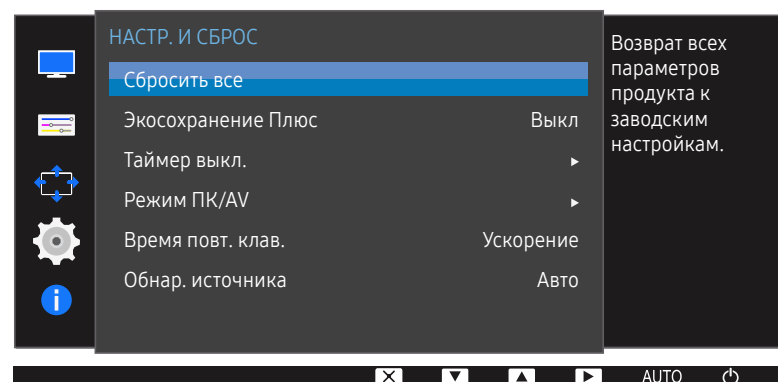 НАСТР. И СБРОС
Сбросить все
Экосохранение Плюс Выкл
Таймер выкл.
Режим ПК/AV
Время повт. клав. Ускорение
Обнар. источника Авто
Возврат всех
параметров
продукта к
заводским
настройкам.
AUTO